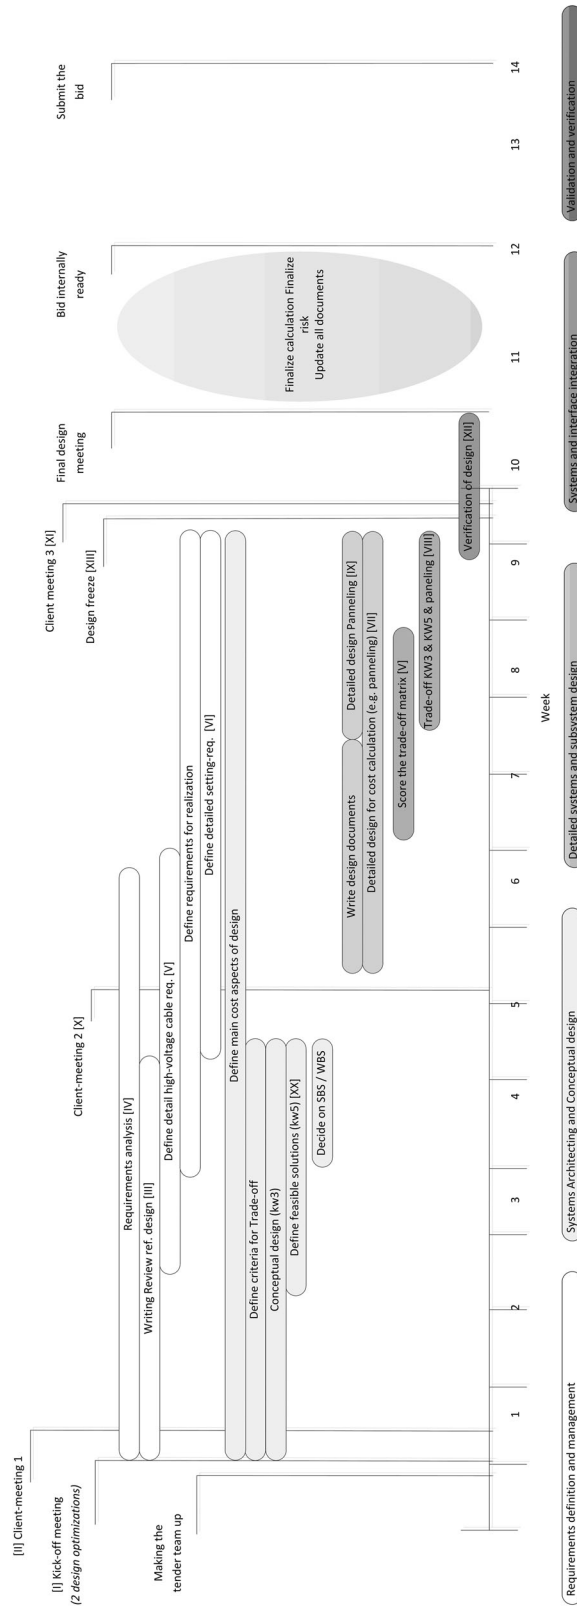 [II] Client-meeting 1
[I] Kick-off meeting
(2 design optimizations)
Making the
tender team up
Client-meeting 2 [X]
Client meeting 3 [XI]
Design freeze [XIII]
Final design
meeting
Bid internally
ready
Submit the
bid
Requirements analysis [IV]
Writing Review ref. design [III]
Define detail high-voltage cable req. [V]
Define requirements for realization
Define detailed setting-req. [VI]
Define main cost aspects of design
Define criteria for Trade-off
Conceptual design (kw3)
Define feasible solutions (kw5) [XX]
Decide on SBS / WBS
Write design documents
Detailed design Panneling [IX]
Detailed design for cost calculation (e.g. panneling) [VII]
Score the trade-off matrix [V]
Trade-off KW3 & KW5 & paneling [VIII]
Verification of design [XII]
Finalize calculation Finalize
risk
Update all documents
1 2 3 4 5 6 7 8 9 10 11 12 13 14
Week
Requirements definition and management
Systems Architecting and Conceptual design
Detailed systems and subsystem design
Systems and interface integration
Validation and verification